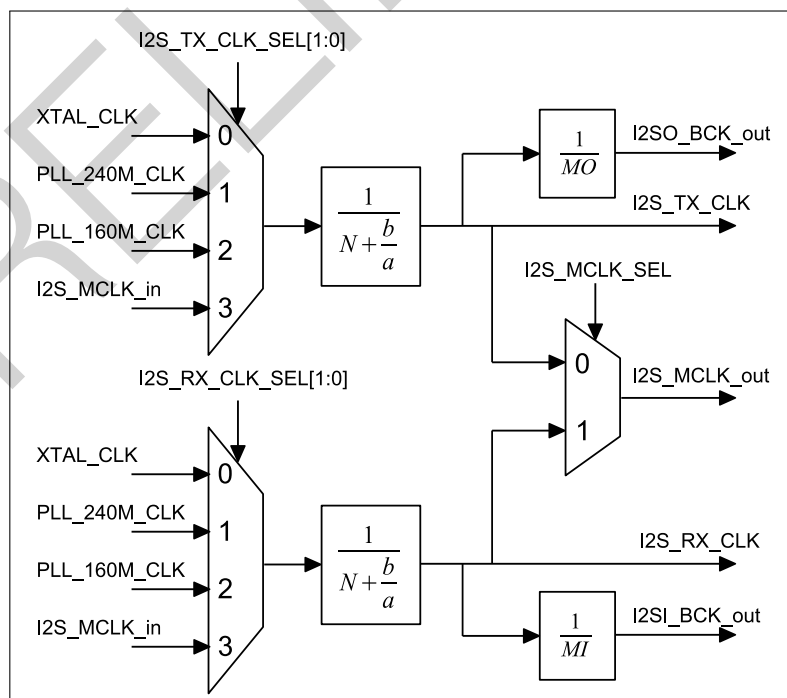 I2S_TX_CLK_SEL[1:0]
XTAL_CLK
0
PLL_240M_CLK
1
PLL_160M_CLK
2
I2S_MCLK_in
3
1
N + b
a
1
MO
I2SO_BCK_out
I2S_TX_CLK
I2S_MCLK_SEL
0
1
I2S_MCLK_out
I2S_RX_CLK_SEL[1:0]
XTAL_CLK
0
PLL_240M_CLK
1
PLL_160M_CLK
2
I2S_MCLK_in
3
1
N + b
a
I2S_RX_CLK
1
MI
I2SI_BCK_out